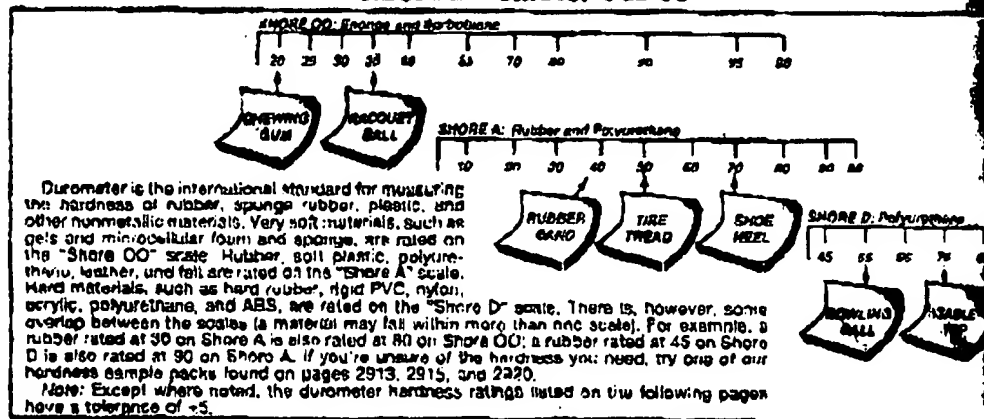 SHORE OO: Sponge and Sorbothane
20 25 30 70 80 90 95
CHEWING GUM
RACQUET BALL
SHORE A: Rubber and Polyurethane
10 20 30 40 50 60 70 80
RUBBER BAND
TIRE TREAD
SHOE HEEL
SHORE D: Polyurethane
45
BOWLING BALL
Durometer is the international standard for measuring
the hardness of rubber, sponge rubber, plastic, and
other nonmetallic materials. Very soft materials, such as
gels and microcellular foam and sponge, are rated on
the "Shore OO" scale. Rubber, soft plastic, polyure-
thane, leather, and felt are rated on the "Shore A" scale.
Hard materials, such as hard rubber, rigid PVC, nylon,
acrylic, polyurethane, and ABS, are rated on the "Shore D" scale. There is, however, some
overlap between the scales (a material may fall within more than one scale). For example, a
rubber rated at 30 on Shore A is also rated at 80 on Shore OO; a rubber rated at 45 on Shore
D is also rated at 90 on Shore A. If you're unsure of the hardness you need, try one of our
hardness sample packs found on pages 2913, 2915, and
Note: Except where noted, the durometer hardness ratings listed on the following pages
have a tolerance of ±5.